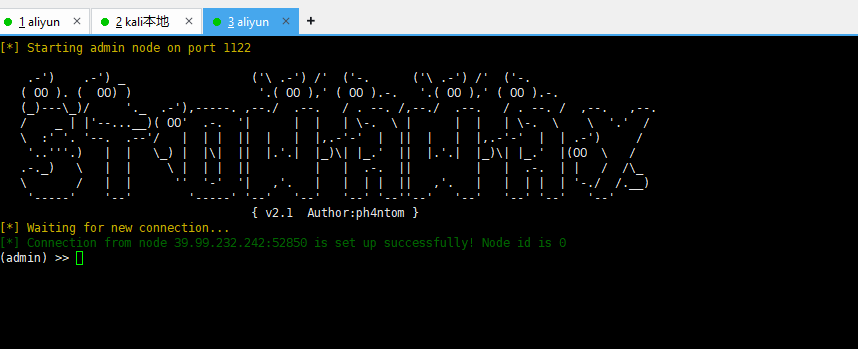 1 aliyun
2 kali本地
3 aliyun
[*] Starting admin node on port 1122
{ v2.1 Author:ph4ntom }
[*] Waiting for new connection...
[*] Connection from node 39.99.232.242:52850 is set up successfully! Node id is 0
(admin) >>